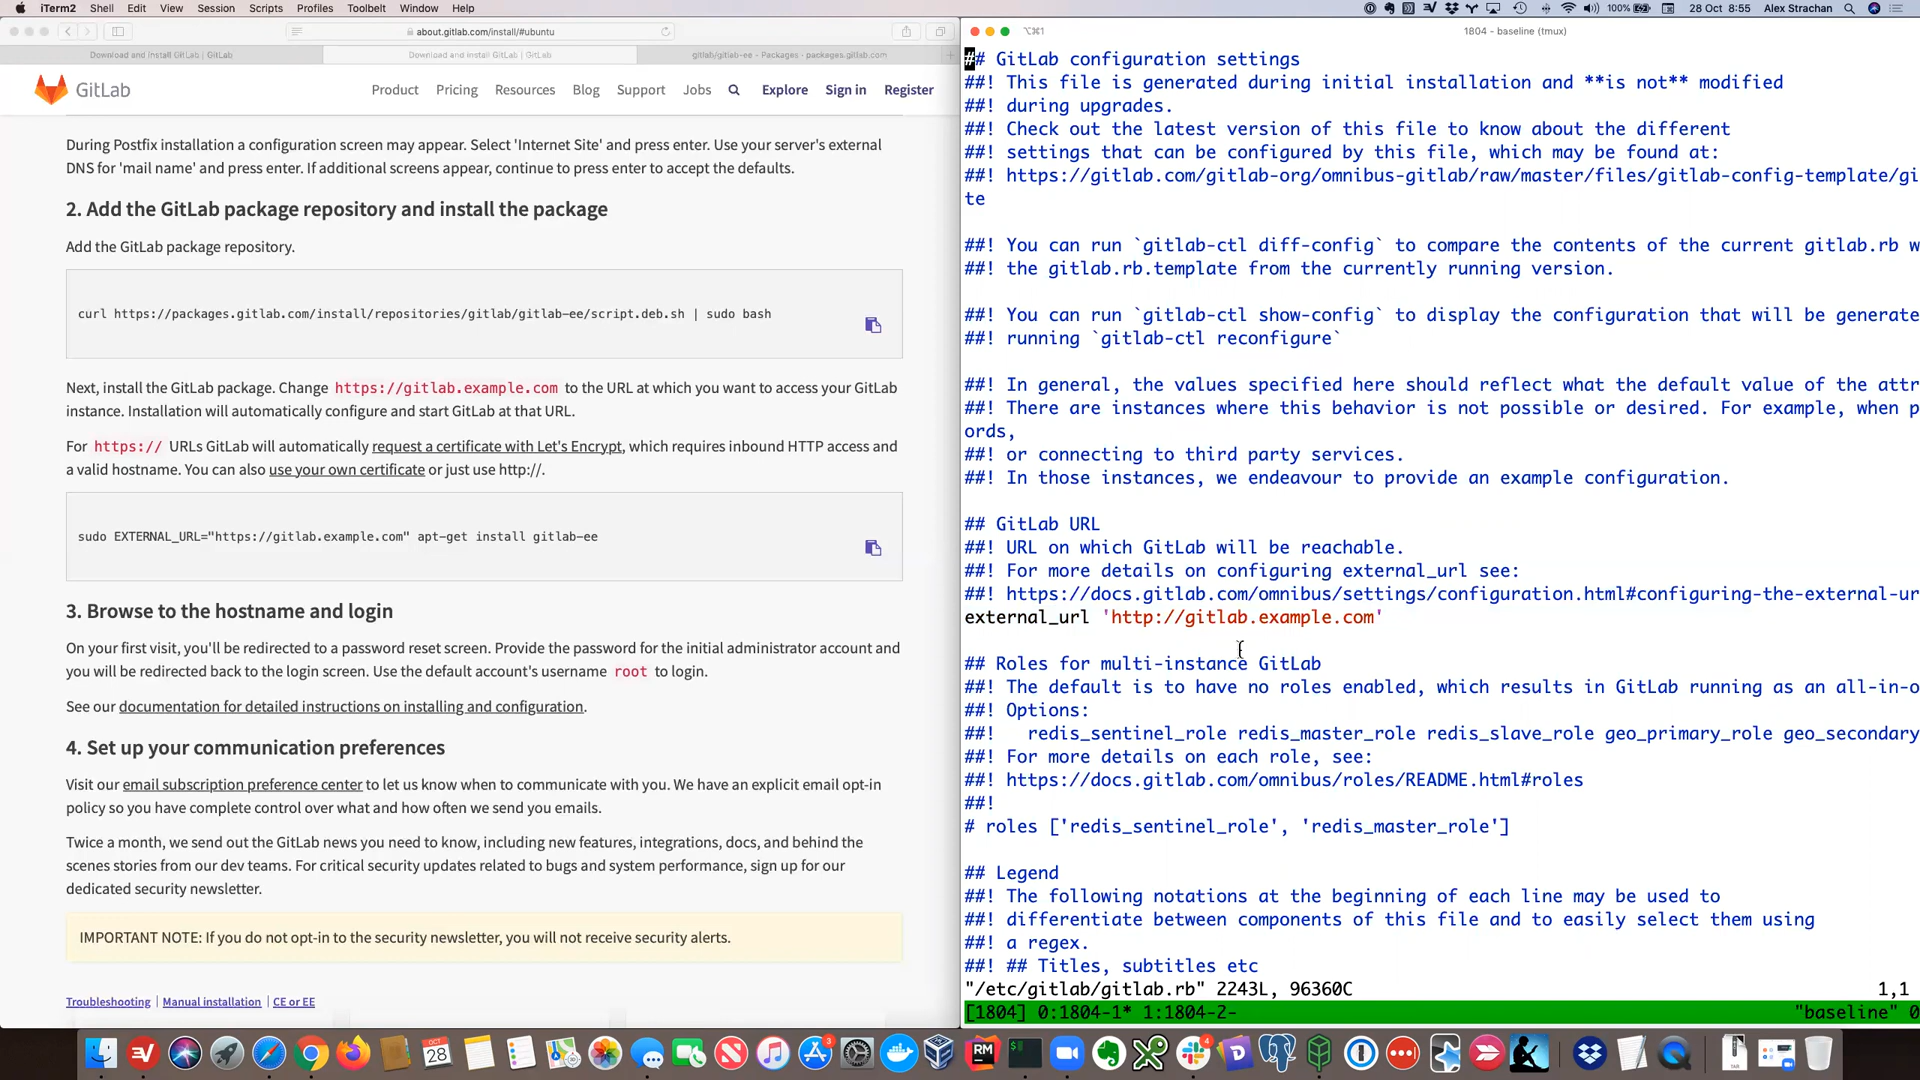 iTerm2 Shell Edit View Session Scripts Profiles Toolbelt Window Help
100% 28 Oct 8:55 Alex Strachan
about.gitlab.com/install/#ubuntu
Download and install GitLab | GitLab
Download and install GitLab | GitLab
gitlab/gitlab-ee - Packages - packages.gitlab.com
GitLab
Product Pricing Resources Blog Support Jobs Explore Sign in Register
During Postfix installation a configuration screen may appear. Select 'Internet Site' and press enter. Use your server's external
DNS for 'mail name' and press enter. If additional screens appear, continue to press enter to accept the defaults.
2. Add the GitLab package repository and install the package
Add the GitLab package repository.
curl https://packages.gitlab.com/install/repositories/gitlab/gitlab-ee/script.deb.sh | sudo bash
Next, install the GitLab package. Change https://gitlab.example.com to the URL at which you want to access your GitLab
instance. Installation will automatically configure and start GitLab at that URL.
For https:// URLs GitLab will automatically request a certificate with Let's Encrypt, which requires inbound HTTP access and
a valid hostname. You can also use your own certificate or just use http://.
sudo EXTERNAL_URL="https://gitlab.example.com" apt-get install gitlab-ee
3. Browse to the hostname and login
On your first visit, you'll be redirected to a password reset screen. Provide the password for the initial administrator account and
you will be redirected back to the login screen. Use the default account's username root to login.
See our documentation for detailed instructions on installing and configuration.
4. Set up your communication preferences
Visit our email subscription preference center to let us know when to communicate with you. We have an explicit email opt-in
policy so you have complete control over what and how often we send you emails.
Twice a month, we send out the GitLab news you need to know, including new features, integrations, docs, and behind the
scenes stories from our dev teams. For critical security updates related to bugs and system performance, sign up for our
dedicated security newsletter.
IMPORTANT NOTE: If you do not opt-in to the security newsletter, you will not receive security alerts.
Troubleshooting | Manual installation | CE or EE
⌥⌘1 1804 - baseline (tmux)
## GitLab configuration settings
##! This file is generated during initial installation and **is not** modified
##! during upgrades.
##! Check out the latest version of this file to know about the different
##! settings that can be configured by this file, which may be found at:
##! https://gitlab.com/gitlab-org/omnibus-gitlab/raw/master/files/gitlab-config-template/gi
te
##! You can run `gitlab-ctl diff-config` to compare the contents of the current gitlab.rb w
##! the gitlab.rb.template from the currently running version.
##! You can run `gitlab-ctl show-config` to display the configuration that will be generate
##! running `gitlab-ctl reconfigure`
##! In general, the values specified here should reflect what the default value of the attr
##! There are instances where this behavior is not possible or desired. For example, when p
ords,
##! or connecting to third party services.
##! In those instances, we endeavour to provide an example configuration.
## GitLab URL
##! URL on which GitLab will be reachable.
##! For more details on configuring external_url see:
##! https://docs.gitlab.com/omnibus/settings/configuration.html#configuring-the-external-ur
external_url 'http://gitlab.example.com'
## Roles for multi-instance GitLab
##! The default is to have no roles enabled, which results in GitLab running as an all-in-o
##! Options:
##!   redis_sentinel_role redis_master_role redis_slave_role geo_primary_role geo_secondary
##! For more details on each role, see:
##! https://docs.gitlab.com/omnibus/roles/README.html#roles
##!
# roles ['redis_sentinel_role', 'redis_master_role']
## Legend
##! The following notations at the beginning of each line may be used to
##! differentiate between components of this file and to easily select them using
##! a regex.
##! ## Titles, subtitles etc
"/etc/gitlab/gitlab.rb" 2243L, 96360C 1,1
[1804] 0:1804-1* 1:1804-2- "baseline" 0